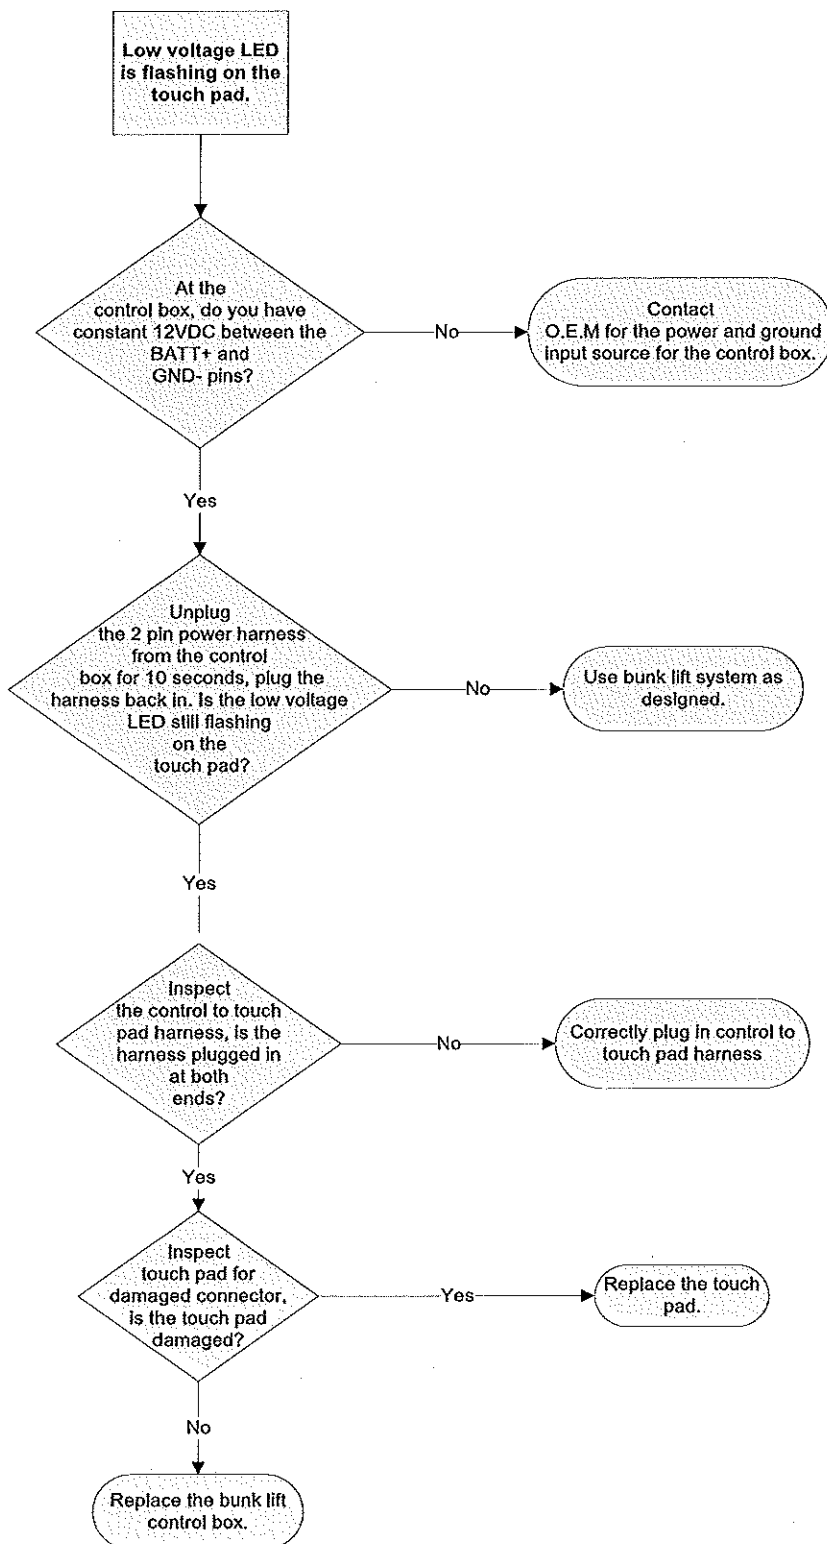 Low voltage LED
is flashing on the
touch pad.
At the
control box, do you have
constant 12VDC between the
BATT+ and
GND- pins?
No
Contact
O.E.M for the power and ground
input source for the control box.
Yes
Unplug
the 2 pin power harness
from the control
box for 10 seconds, plug the
harness back in. Is the low voltage
LED still flashing
on the
touch pad?
No
Use bunk lift system as
designed.
Yes
Inspect
the control to touch
pad harness, is the
harness plugged in
at both
ends?
No
Correctly plug in control to
touch pad harness
Yes
Inspect
touch pad for
damaged connector,
is the touch pad
damaged?
Yes
Replace the touch
pad.
No
Replace the bunk lift
control box.